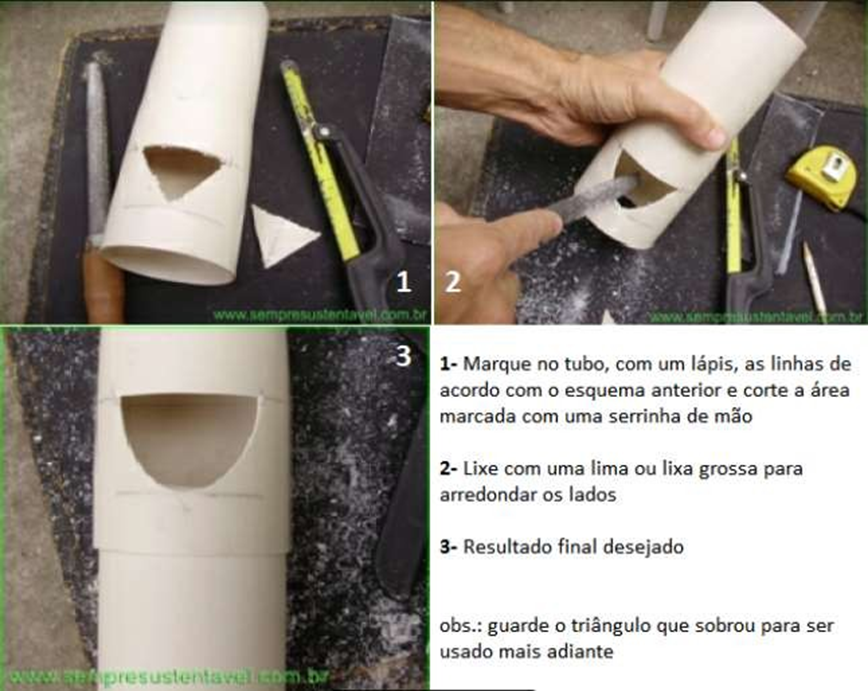 1
www.sempresustentavel.com.br
2
www.sempresustentavel.com.br
3
www.sempresustentavel.com.br
1- Marque no tubo, com um lápis, as linhas de
acordo com o esquema anterior e corte a área
marcada com uma serrinha de mão
2- Lixe com uma lima ou lixa grossa para
arredondar os lados
3- Resultado final desejado
obs.: guarde o triângulo que sobrou para ser
usado mais adiante